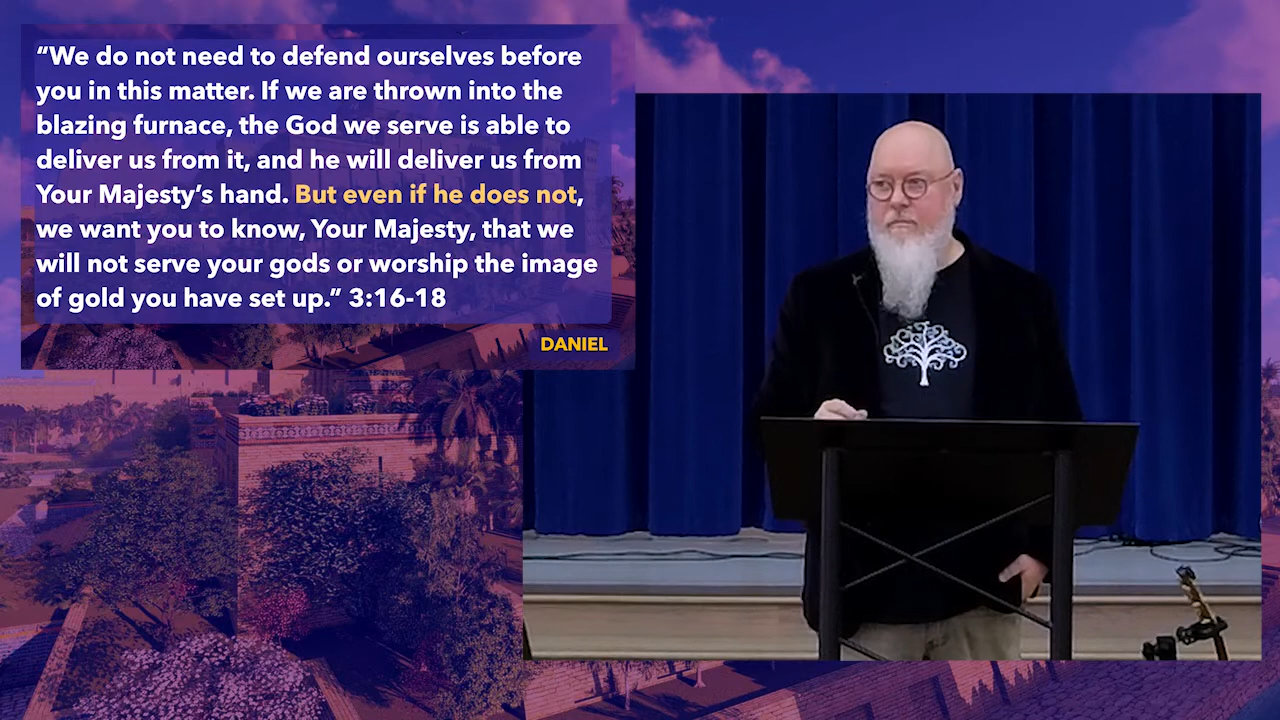 “We do not need to defend ourselves before
you in this matter. If we are thrown into the
blazing furnace, the God we serve is able to
deliver us from it, and he will deliver us from
Your Majesty’s hand. But even if he does not,
we want you to know, Your Majesty, that we
will not serve your gods or worship the image
of gold you have set up.” 3:16-18
DANIEL